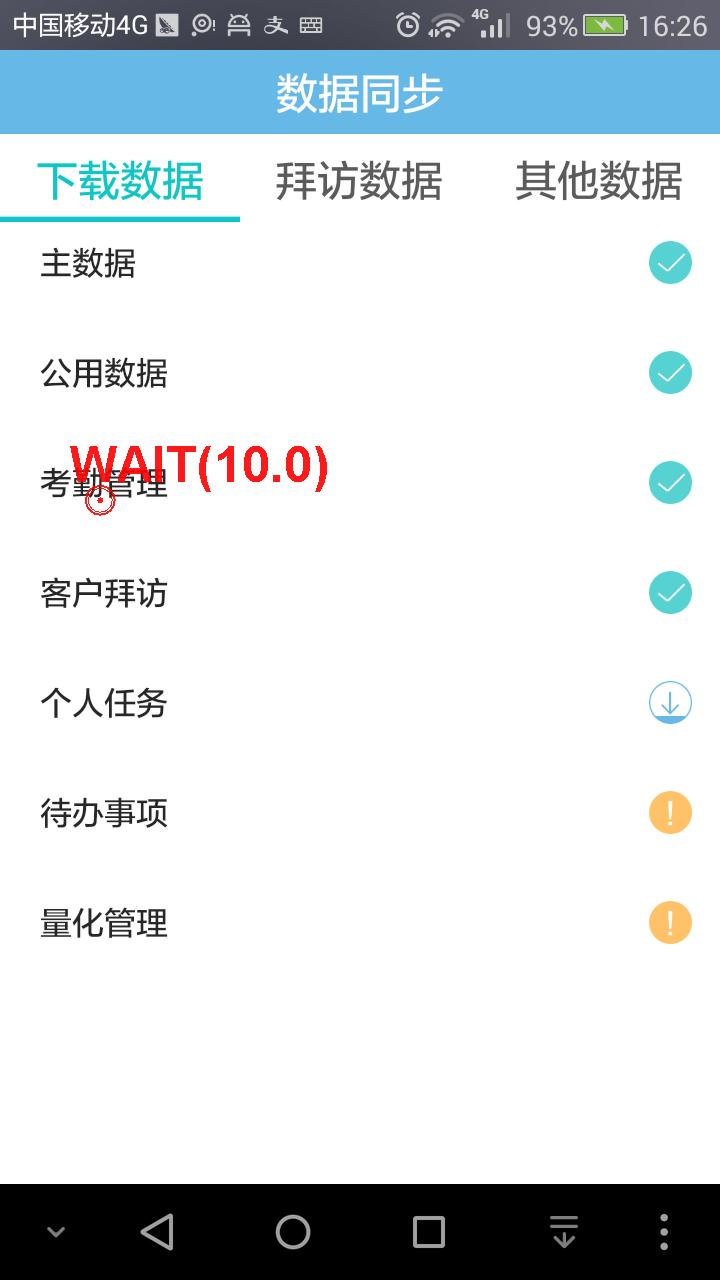 中国移动4G 4G 93% 16:26
数据同步
下载数据 拜访数据 其他数据
主数据
公用数据
WAIT(10.0)
考勤管理
客户拜访
个人任务
待办事项
量化管理